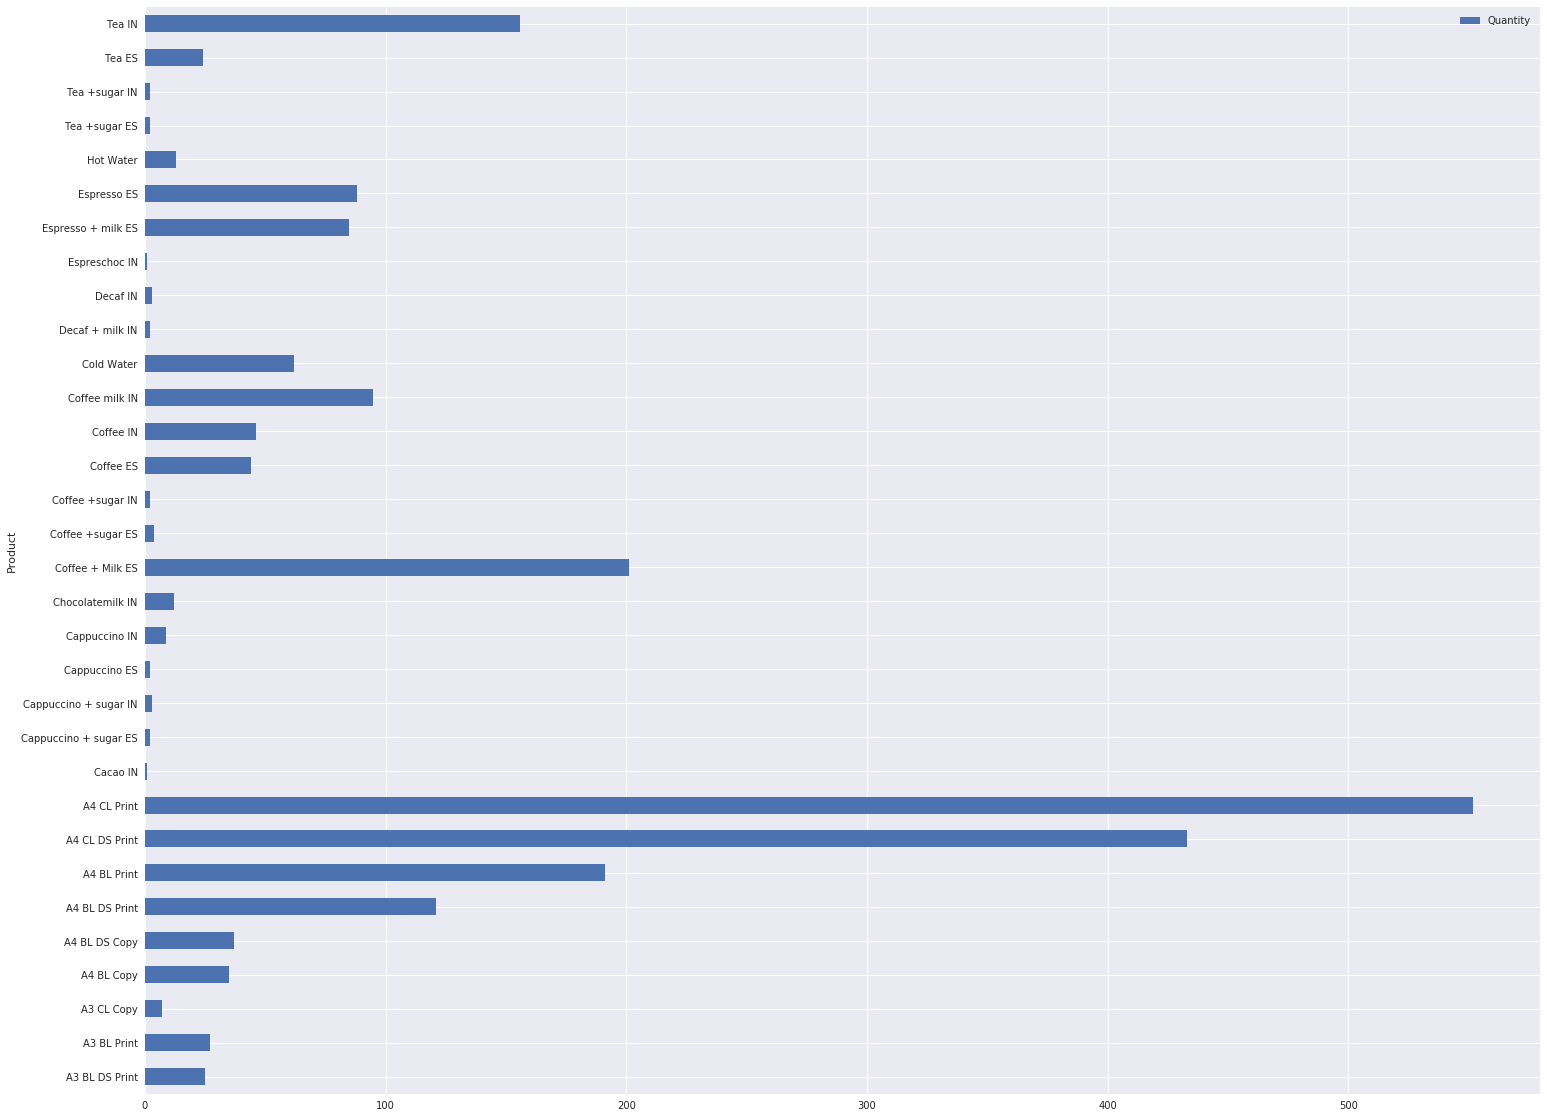 Quantity
Product
Tea IN
Tea ES
Tea +sugar IN
Tea +sugar ES
Hot Water
Espresso ES
Espresso + milk ES
Espreschoc IN
Decaf IN
Decaf + milk IN
Cold Water
Coffee milk IN
Coffee IN
Coffee ES
Coffee +sugar IN
Coffee +sugar ES
Coffee + Milk ES
Chocolatemilk IN
Cappuccino IN
Cappuccino ES
Cappuccino + sugar IN
Cappuccino + sugar ES
Cacao IN
A4 CL Print
A4 CL DS Print
A4 BL Print
A4 BL DS Print
A4 BL DS Copy
A4 BL Copy
A3 CL Copy
A3 BL Print
A3 BL DS Print
0 100 200 300 400 500